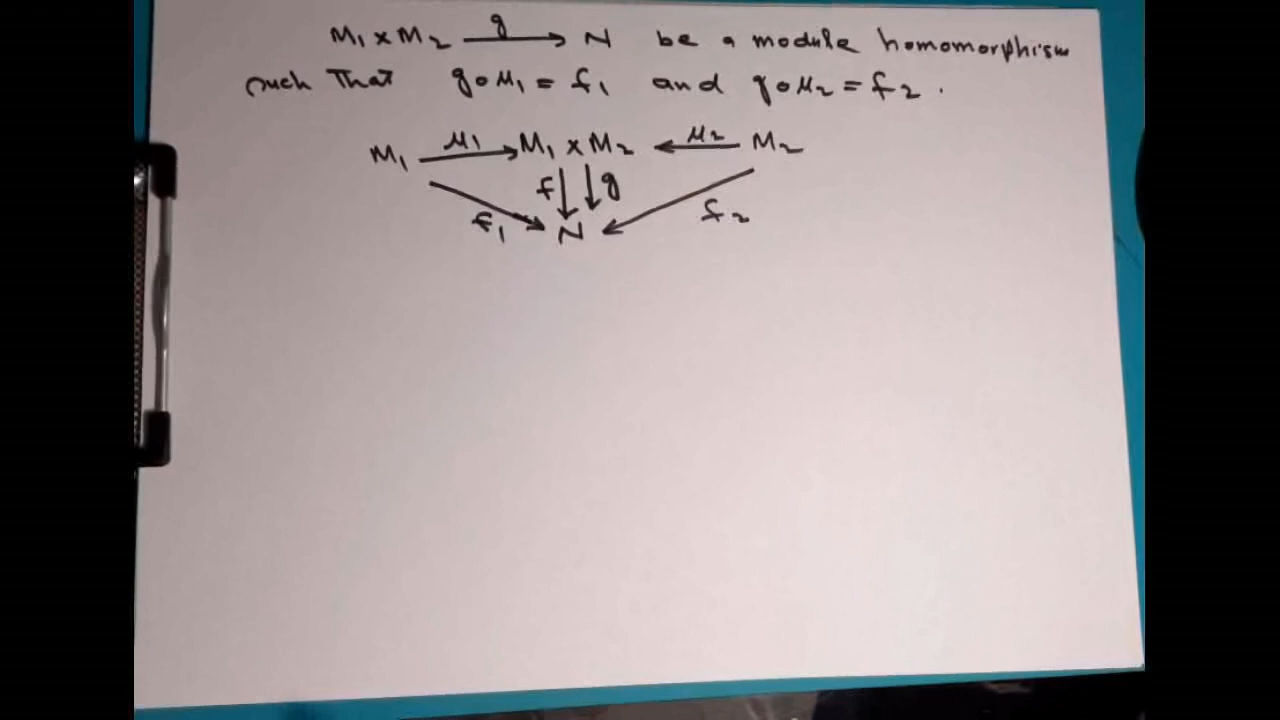 M₁ × M₂ —g→ N be a module homomorphism
such that g∘μ₁ = f₁ and g∘μ₂ = f₂ .
M₁ —μ₁→ M₁ × M₂ ←μ₂— M₂
f↓ ↓g
f₁ N f₂